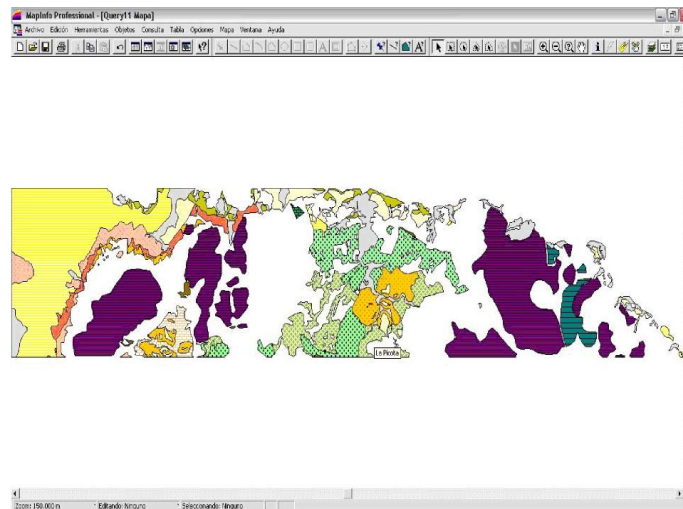 MapInfo Professional - [Query11 Mapa]
Archivo Edición Herramientas Objetos Consulta Tabla Opciones Mapa Ventana Ayuda
La Picota
Zoom: 150.000 m Editando: Ninguno Seleccionando: Ninguno